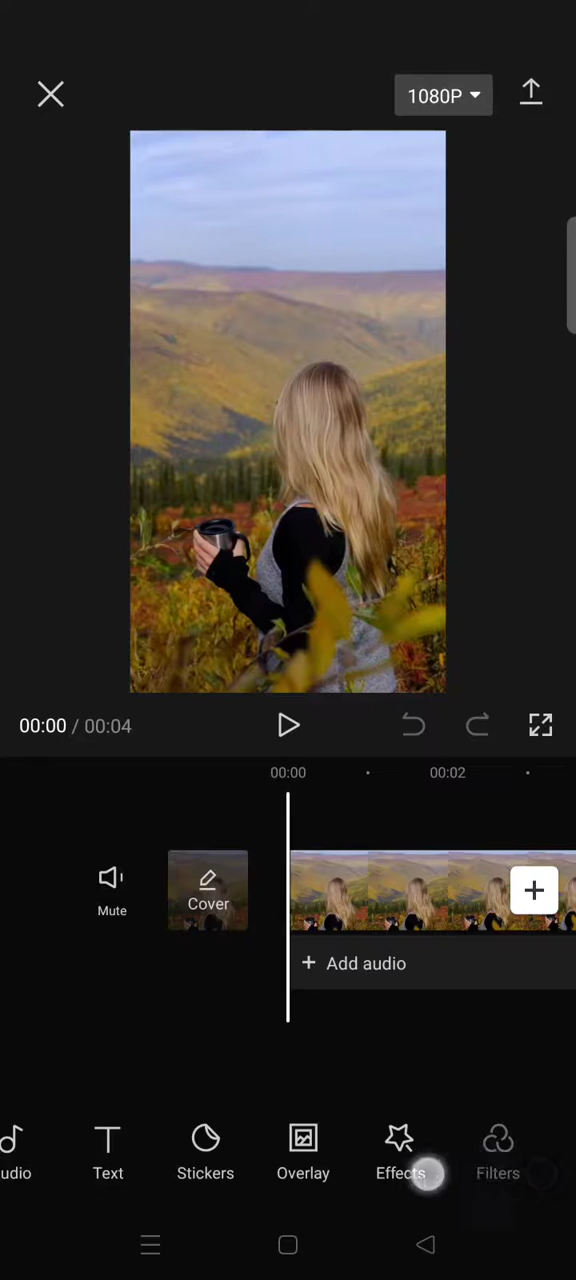 1080P
00:00 / 00:04
00:00
00:02
Mute
Cover
+ Add audio
udio
Text
Stickers
Overlay
Effects
Filters